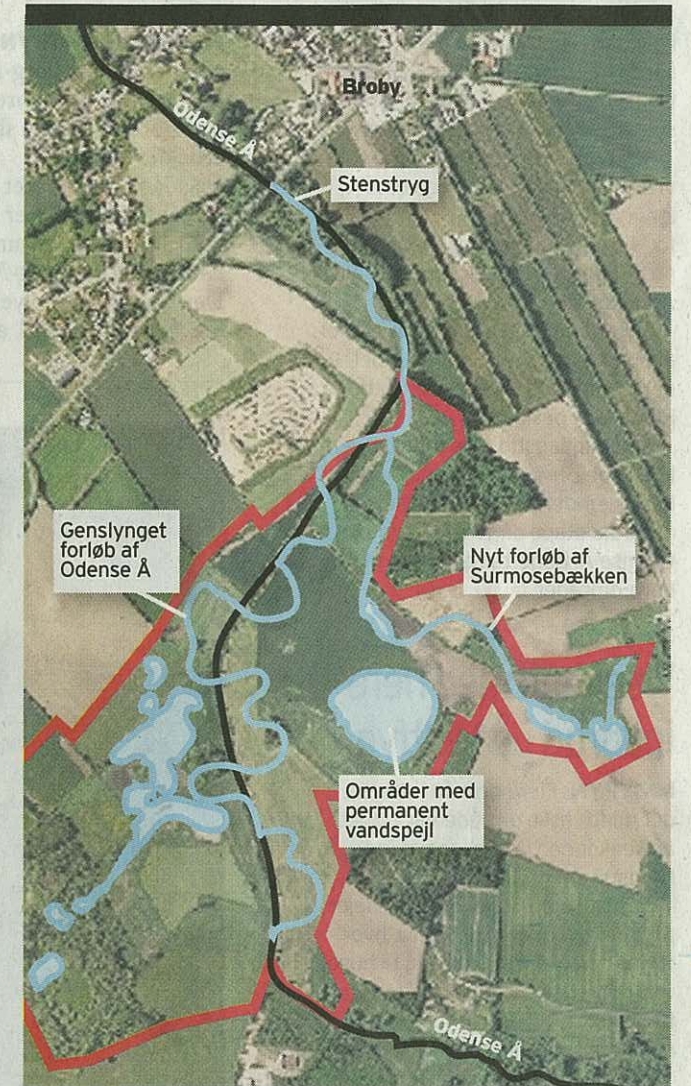 Broby
Odense Å
Stenstryg
Genslynget
forløb af
Odense Å
Nyt forløb af
Surmosebækken
Områder med
permanent
vandspejl
Odense Å